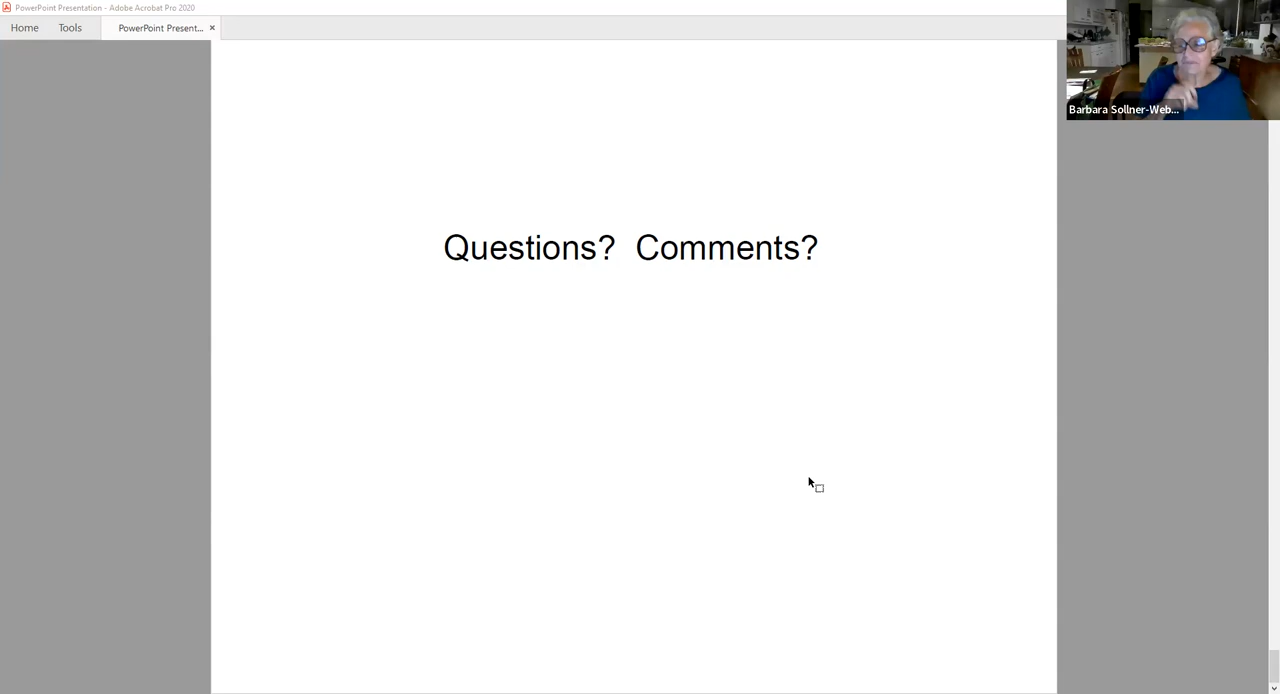 PowerPoint Presentation - Adobe Acrobat Pro 2020
Home Tools PowerPoint Present... ×
Barbara Sollner-Web...
Questions? Comments?